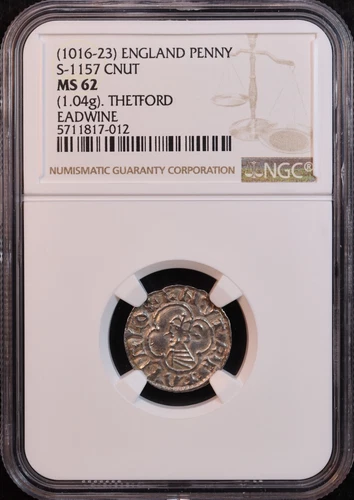 (1016-23) ENGLAND PENNY
S-1157 CNUT
MS 62
(1.04g). THETFORD
EADWINE
5711817-012
NUMISMATIC GUARANTY CORPORATION
NGC®